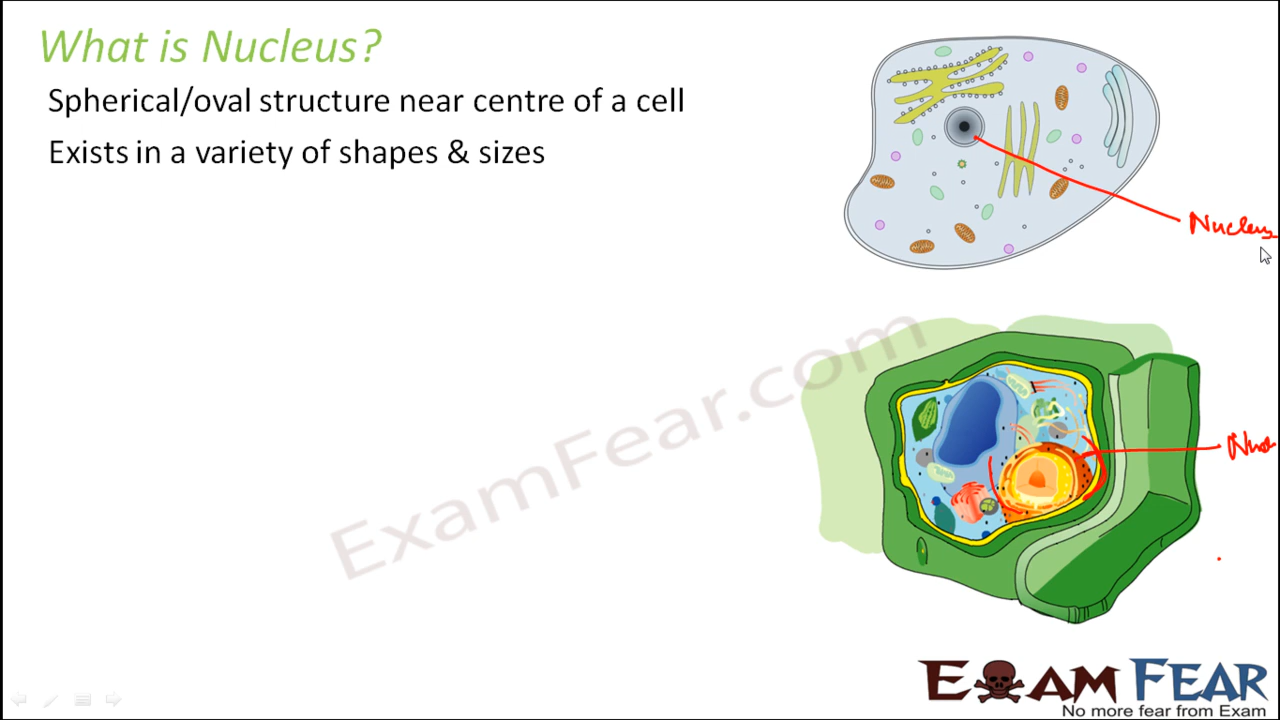 What is Nucleus?
Spherical/oval structure near centre of a cell
Exists in a variety of shapes & sizes
Nucleus
ExamFear.com
EXAM FEAR
No more fear from Exam